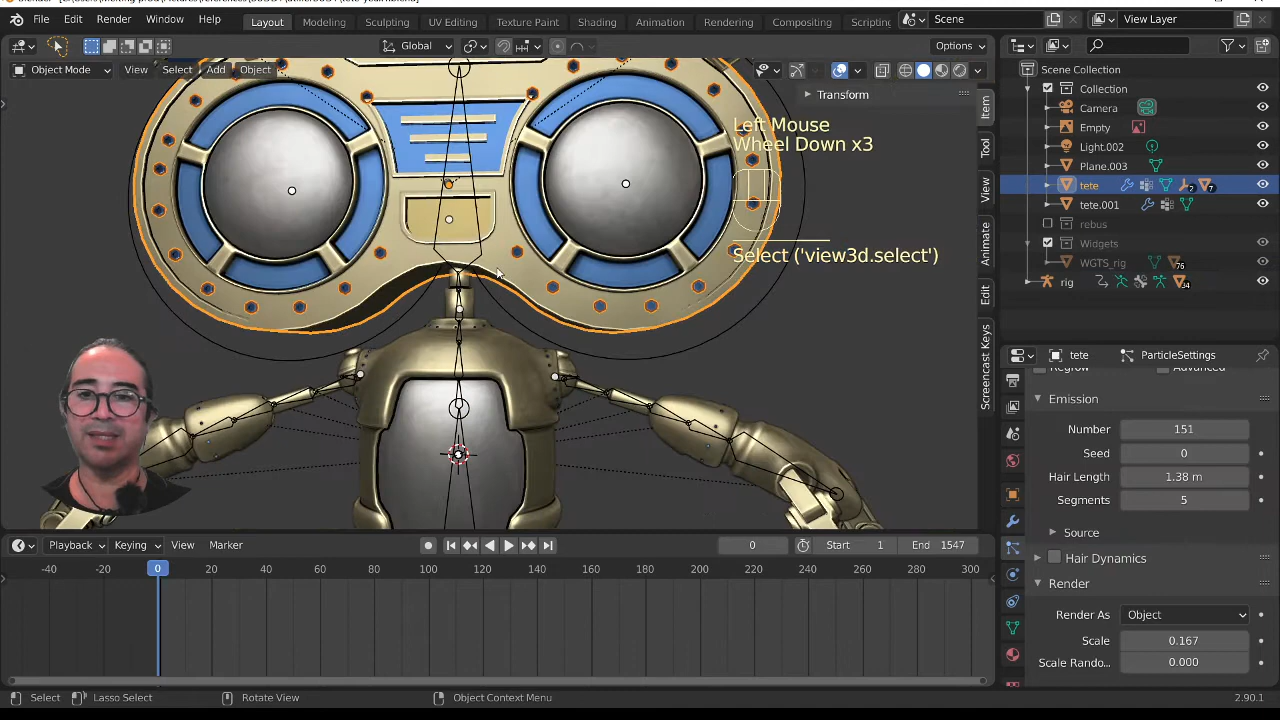 File Edit Render Window Help Layout Modeling Sculpting UV Editing Texture Paint Shading Animation Rendering Compositing Scripting Scene View Layer
Global Options
Object Mode View Select Add Object
Scene Collection
Collection
Camera
Empty
Light.002
Plane.003
tete 2 7
tete.001
rebus
Widgets
WGTS_rig 76
rig 34
Transform
Item
Tool
View
Animate
Edit
Screencast Keys
Left Mouse
Wheel Down x3
Select ('view3d.select')
tete ParticleSettings
Regrow Advanced
Emission
Number 151
Seed 0
Hair Length 1.38 m
Segments 5
Source
Hair Dynamics
Render
Render As Object
Scale 0.167
Scale Rando... 0.000
Playback Keying View Marker 0 Start 1 End 1547
-40 -20 0 20 40 60 80 100 120 140 160 180 200 220 240 260 280 300
Select Lasso Select Rotate View Object Context Menu 2.90.1